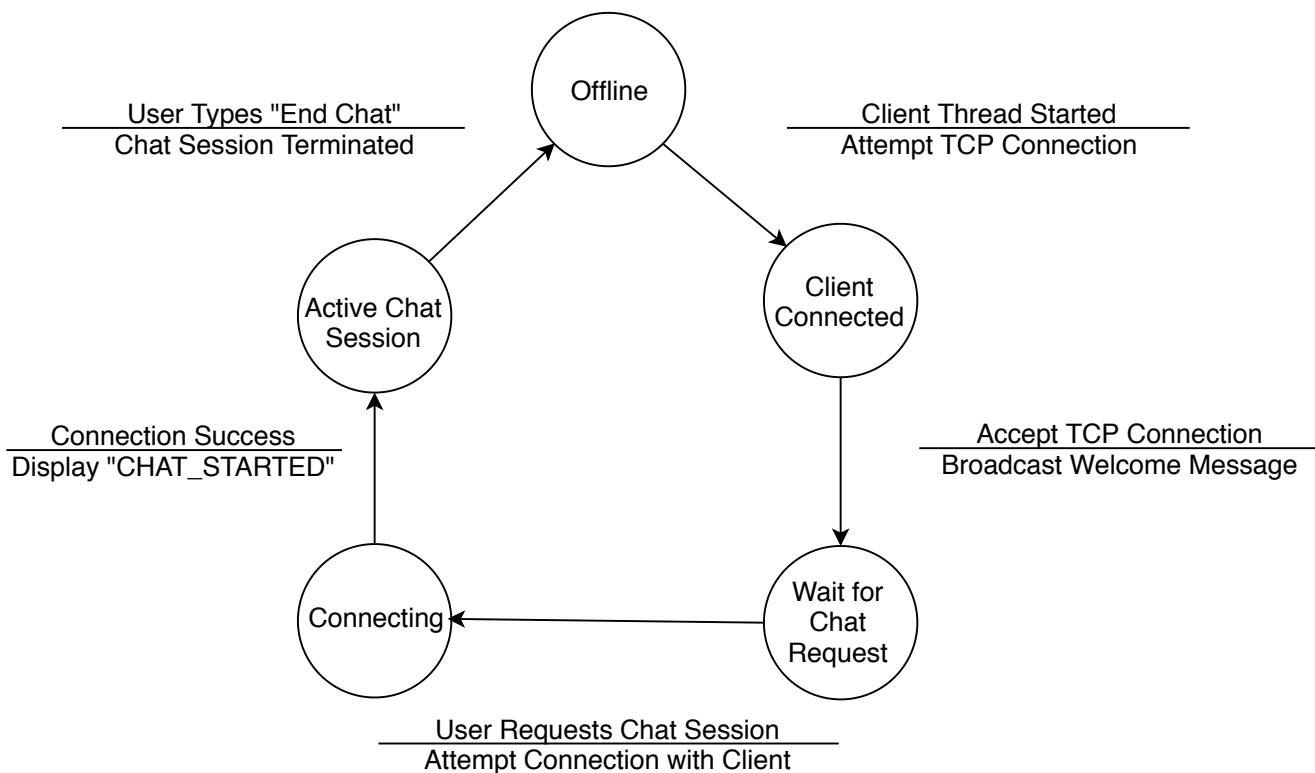 Offline
User Types "End Chat"
Chat Session Terminated
Client Thread Started
Attempt TCP Connection
Client
Connected
Active Chat
Session
Connection Success
Display "CHAT_STARTED"
Accept TCP Connection
Broadcast Welcome Message
Connecting
Wait for
Chat
Request
User Requests Chat Session
Attempt Connection with Client